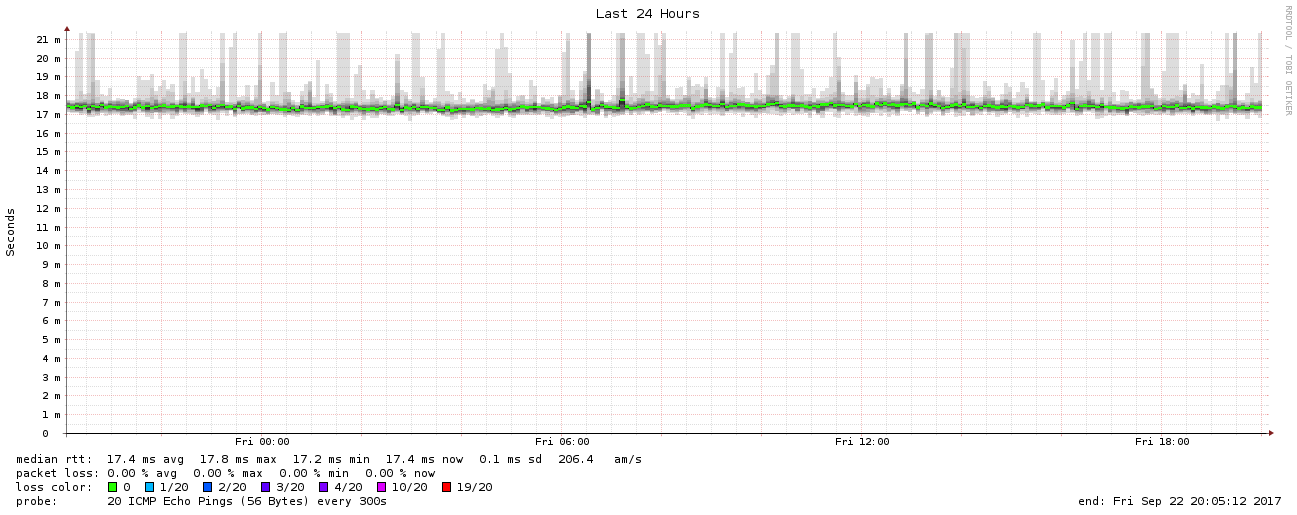 Last 24 Hours
RRDTOOL / TOBI OETIKER
Seconds
21 m
20 m
19 m
18 m
17 m
16 m
15 m
14 m
13 m
12 m
11 m
10 m
9 m
8 m
7 m
6 m
5 m
4 m
3 m
2 m
1 m
0
Fri 00:00 Fri 06:00 Fri 12:00 Fri 18:00
median rtt: 17.4 ms avg 17.8 ms max 17.2 ms min 17.4 ms now 0.1 ms sd 206.4 am/s
packet loss: 0.00 % avg 0.00 % max 0.00 % min 0.00 % now
loss color: 0 1/20 2/20 3/20 4/20 10/20 19/20
probe: 20 ICMP Echo Pings (56 Bytes) every 300s end: Fri Sep 22 20:05:12 2017